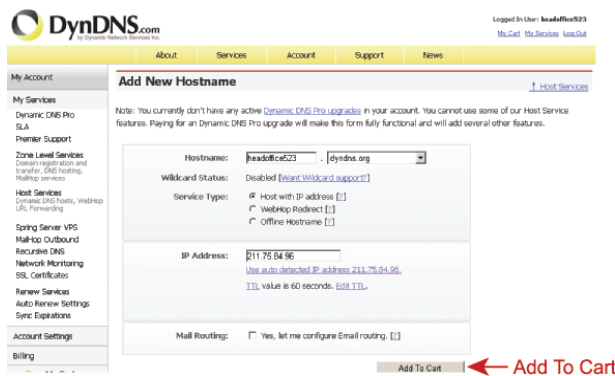 DynDNS.com
by Dynamic Network Services Inc.
Logged In User: headoffice523
My Cart My Services Log Out
About Services Account Support News
My Account
My Services
Dynamic DNS Pro
SLA
Premier Support
Zone Level Services
Domain registration and
transfer, DNS hosting,
MailHop services
Host Services
Dynamic DNS hosts, WebHop
URL Forwarding
Spring Server VPS
MailHop Outbound
Recursive DNS
Network Monitoring
SSL Certificates
Renew Services
Auto Renew Settings
Sync Expirations
Account Settings
Billing
Add New Hostname
↑ Host Services
Note: You currently don't have any active Dynamic DNS Pro upgrades in your account. You cannot use some of our Host Service
features. Paying for an Dynamic DNS Pro upgrade will make this form fully functional and will add several other features.
Hostname: headoffice523 . dyndns.org
Wildcard Status: Disabled [Want Wildcard support?]
Service Type: Host with IP address [?]
WebHop Redirect [?]
Offline Hostname [?]
IP Address: 211.75.84.96
Use auto detected IP address 211.75.84.96.
TTL value is 60 seconds. Edit TTL.
Mail Routing: Yes, let me configure Email routing. [?]
Add To Cart
Add To Cart